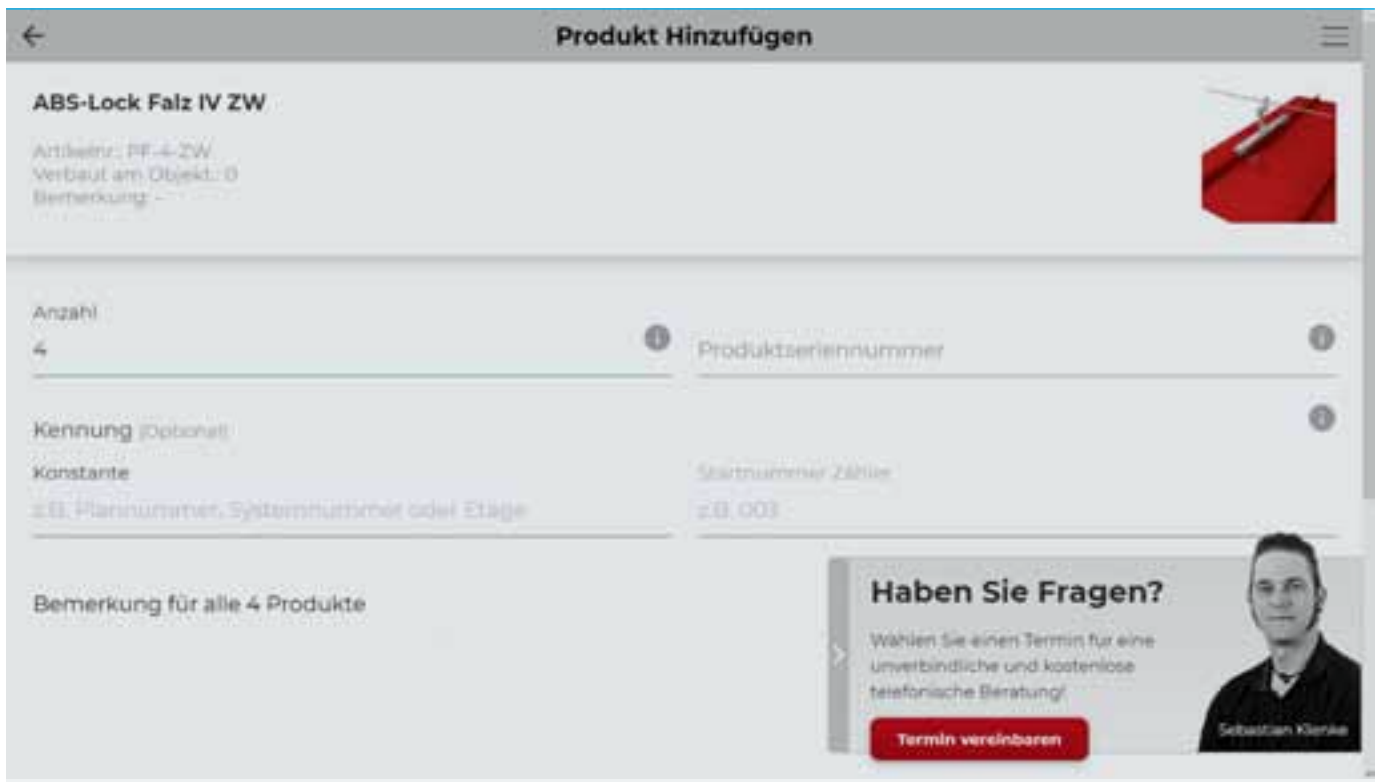 Produkt Hinzufügen
ABS-Lock Falz IV ZW
Artikelnr.: PF-4-ZW
Verbaut am Objekt.: 0
Bemerkung: -
Anzahl
4
Produktseriennummer
Kennung (Optional)
Konstante
Startnummer Zähler
z.B. Plannummer, Systemnummer oder Etage
z.B. 003
Bemerkung für alle 4 Produkte
Haben Sie Fragen?
Wählen Sie einen Termin für eine
unverbindliche und kostenlose
telefonische Beratung!
Termin vereinbaren
Sebastian Klenke